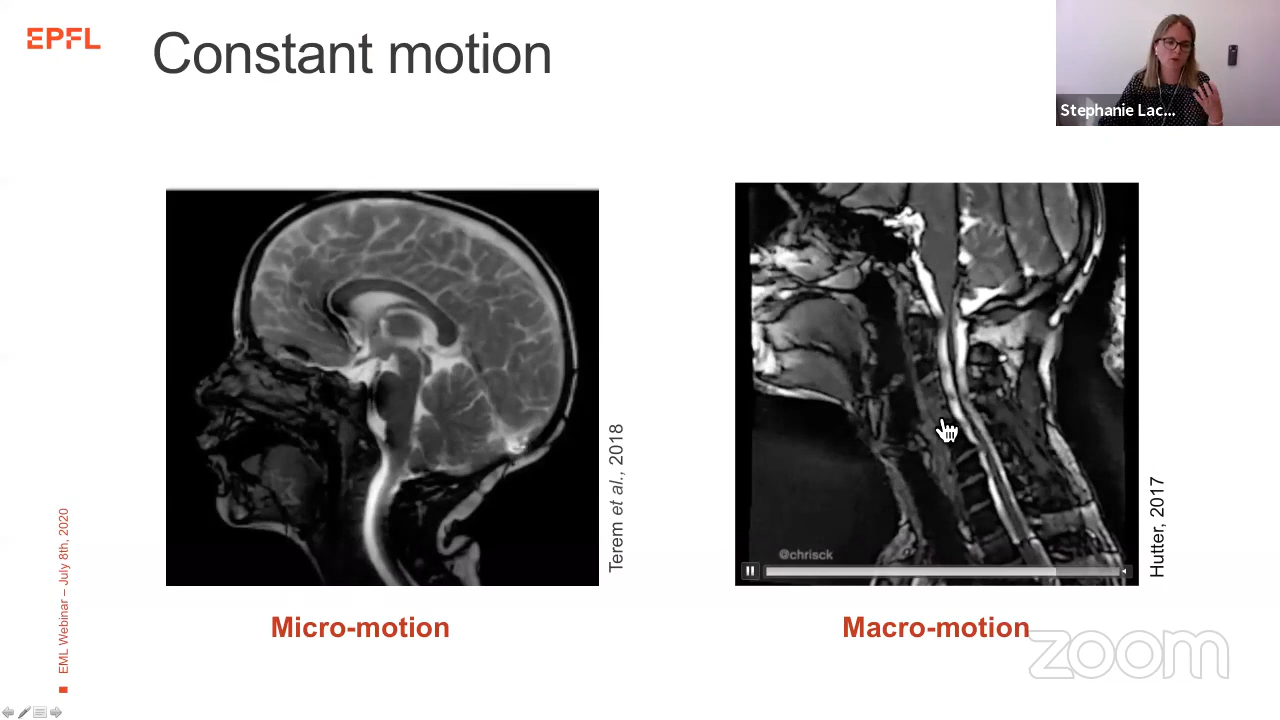 EPFL
Constant motion
Stephanie Lac...
Terem et al., 2018
@chrisck
Hutter, 2017
Micro-motion
Macro-motion
EML Webinar – July 8th, 2020
zoom